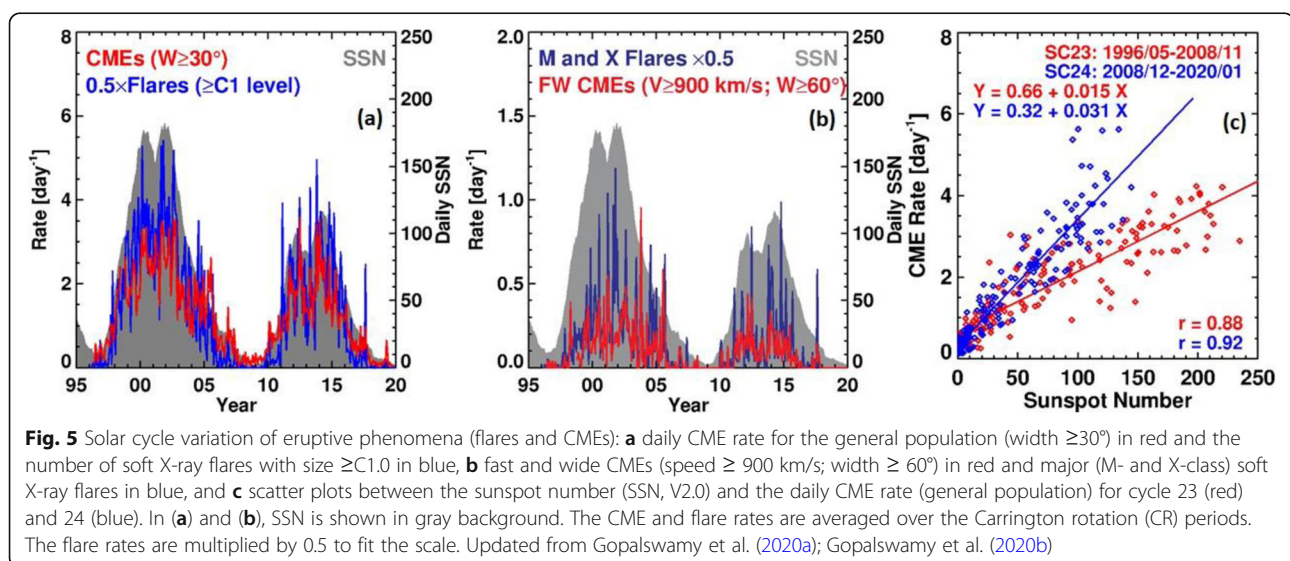 CMEs (W≥30°) SSN
0.5×Flares (≥C1 level)
(a)
8
6
4
2
0
Rate [day⁻¹]
250
200
150
100
50
0
Daily SSN
95 00 05 10 15 20
Year
M and X Flares ×0.5 SSN
FW CMEs (V≥900 km/s; W≥60°)
(b)
2.0
1.5
1.0
0.5
0.0
Rate [day⁻¹]
250
200
150
100
50
0
Daily SSN
95 00 05 10 15 20
Year
SC23: 1996/05-2008/11
SC24: 2008/12-2020/01
Y = 0.66 + 0.015 X
Y = 0.32 + 0.031 X
(c)
8
6
4
2
0
CME Rate [day⁻¹]
r = 0.88
r = 0.92
0 50 100 150 200 250
Sunspot Number
Fig. 5 Solar cycle variation of eruptive phenomena (flares and CMEs): a daily CME rate for the general population (width ≥30°) in red and the
number of soft X-ray flares with size ≥C1.0 in blue, b fast and wide CMEs (speed ≥ 900 km/s; width ≥ 60°) in red and major (M- and X-class) soft
X-ray flares in blue, and c scatter plots between the sunspot number (SSN, V2.0) and the daily CME rate (general population) for cycle 23 (red)
and 24 (blue). In (a) and (b), SSN is shown in gray background. The CME and flare rates are averaged over the Carrington rotation (CR) periods.
The flare rates are multiplied by 0.5 to fit the scale. Updated from Gopalswamy et al. (2020a); Gopalswamy et al. (2020b)